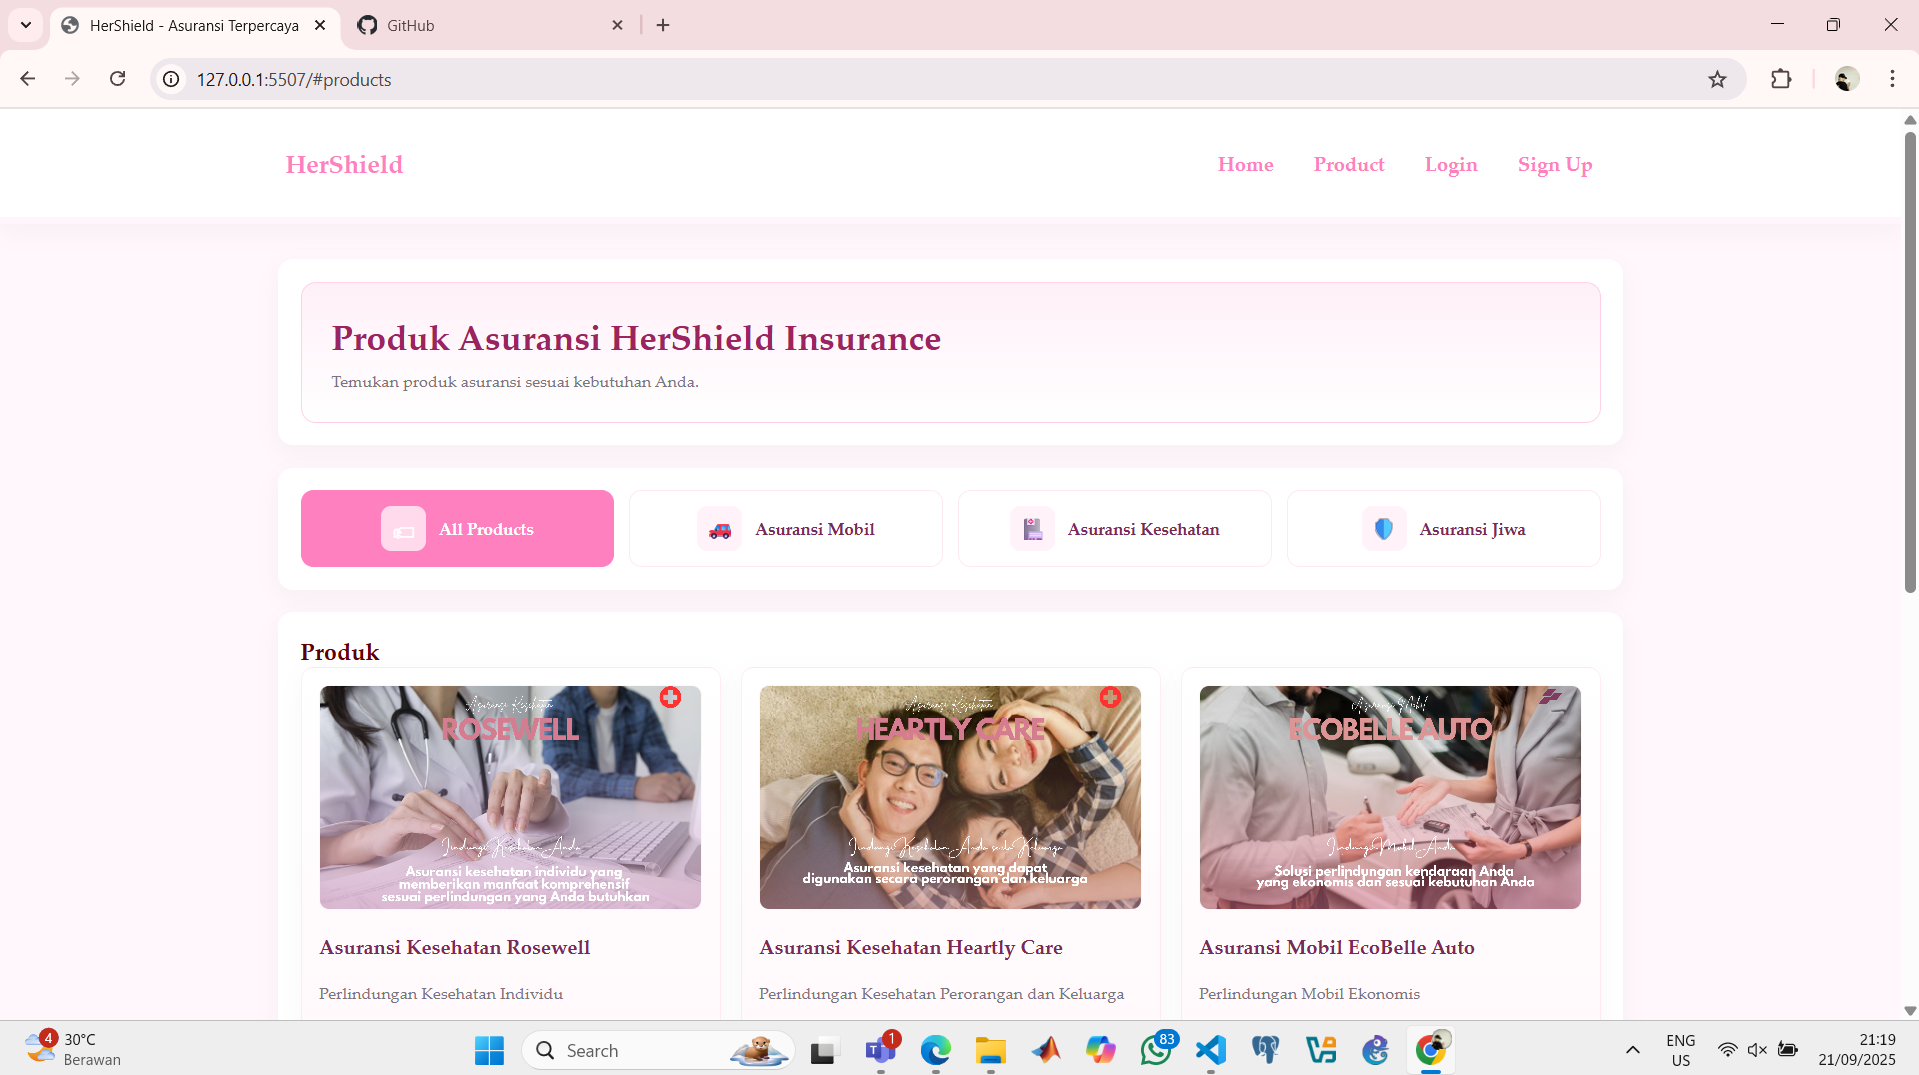 HerShield - Asuransi Terpercaya
GitHub
127.0.0.1:5507/#products
HerShield
Home
Product
Login
Sign Up
Produk Asuransi HerShield Insurance
Temukan produk asuransi sesuai kebutuhan Anda.
All Products
Asuransi Mobil
Asuransi Kesehatan
Asuransi Jiwa
Produk
Asuransi Kesehatan
ROSEWELL
Lindungi Kesehatan Anda
Asuransi kesehatan individu yang
memberikan manfaat komprehensif
sesuai perlindungan yang Anda butuhkan
Asuransi Kesehatan
HEARTLY CARE
Lindungi Kesehatan Anda serta Keluarga
Asuransi kesehatan yang dapat
digunakan secara perorangan dan keluarga
Asuransi Mobil
ECOBELLE AUTO
Lindungi Mobil Anda
Solusi perlindungan kendaraan Anda
yang ekonomis dan sesuai kebutuhan Anda
Asuransi Kesehatan Rosewell
Asuransi Kesehatan Heartly Care
Asuransi Mobil EcoBelle Auto
Perlindungan Kesehatan Individu
Perlindungan Kesehatan Perorangan dan Keluarga
Perlindungan Mobil Ekonomis
4
30°C
Berawan
Search
1
83
ENG
US
21:19
21/09/2025